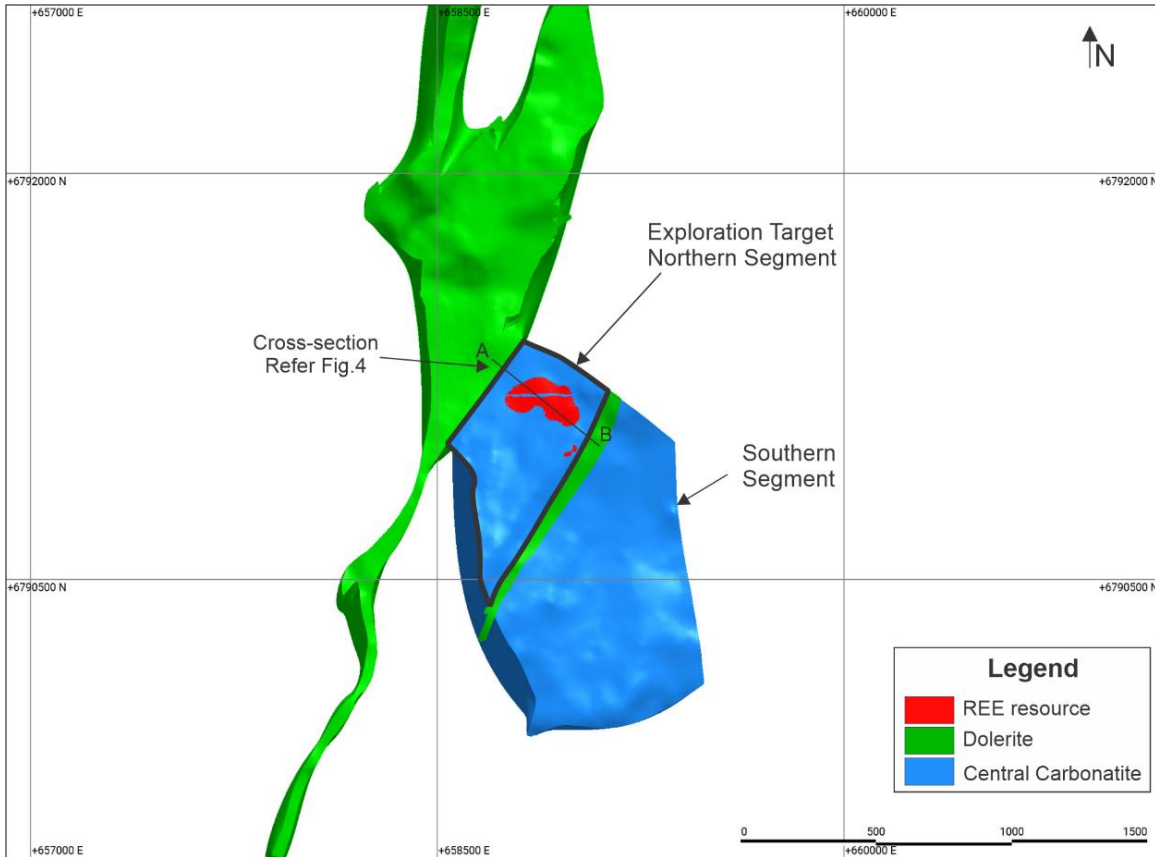 +657000 E
+658500 E
+660000 E
N
+6792000 N
+6792000 N
Exploration Target
Northern Segment
Cross-section
Refer Fig.4
A
B
Southern
Segment
+6790500 N
+6790500 N
Legend
REE resource
Dolerite
Central Carbonatite
0 500 1000 1500
+657000 E
+658500 E
+660000 E